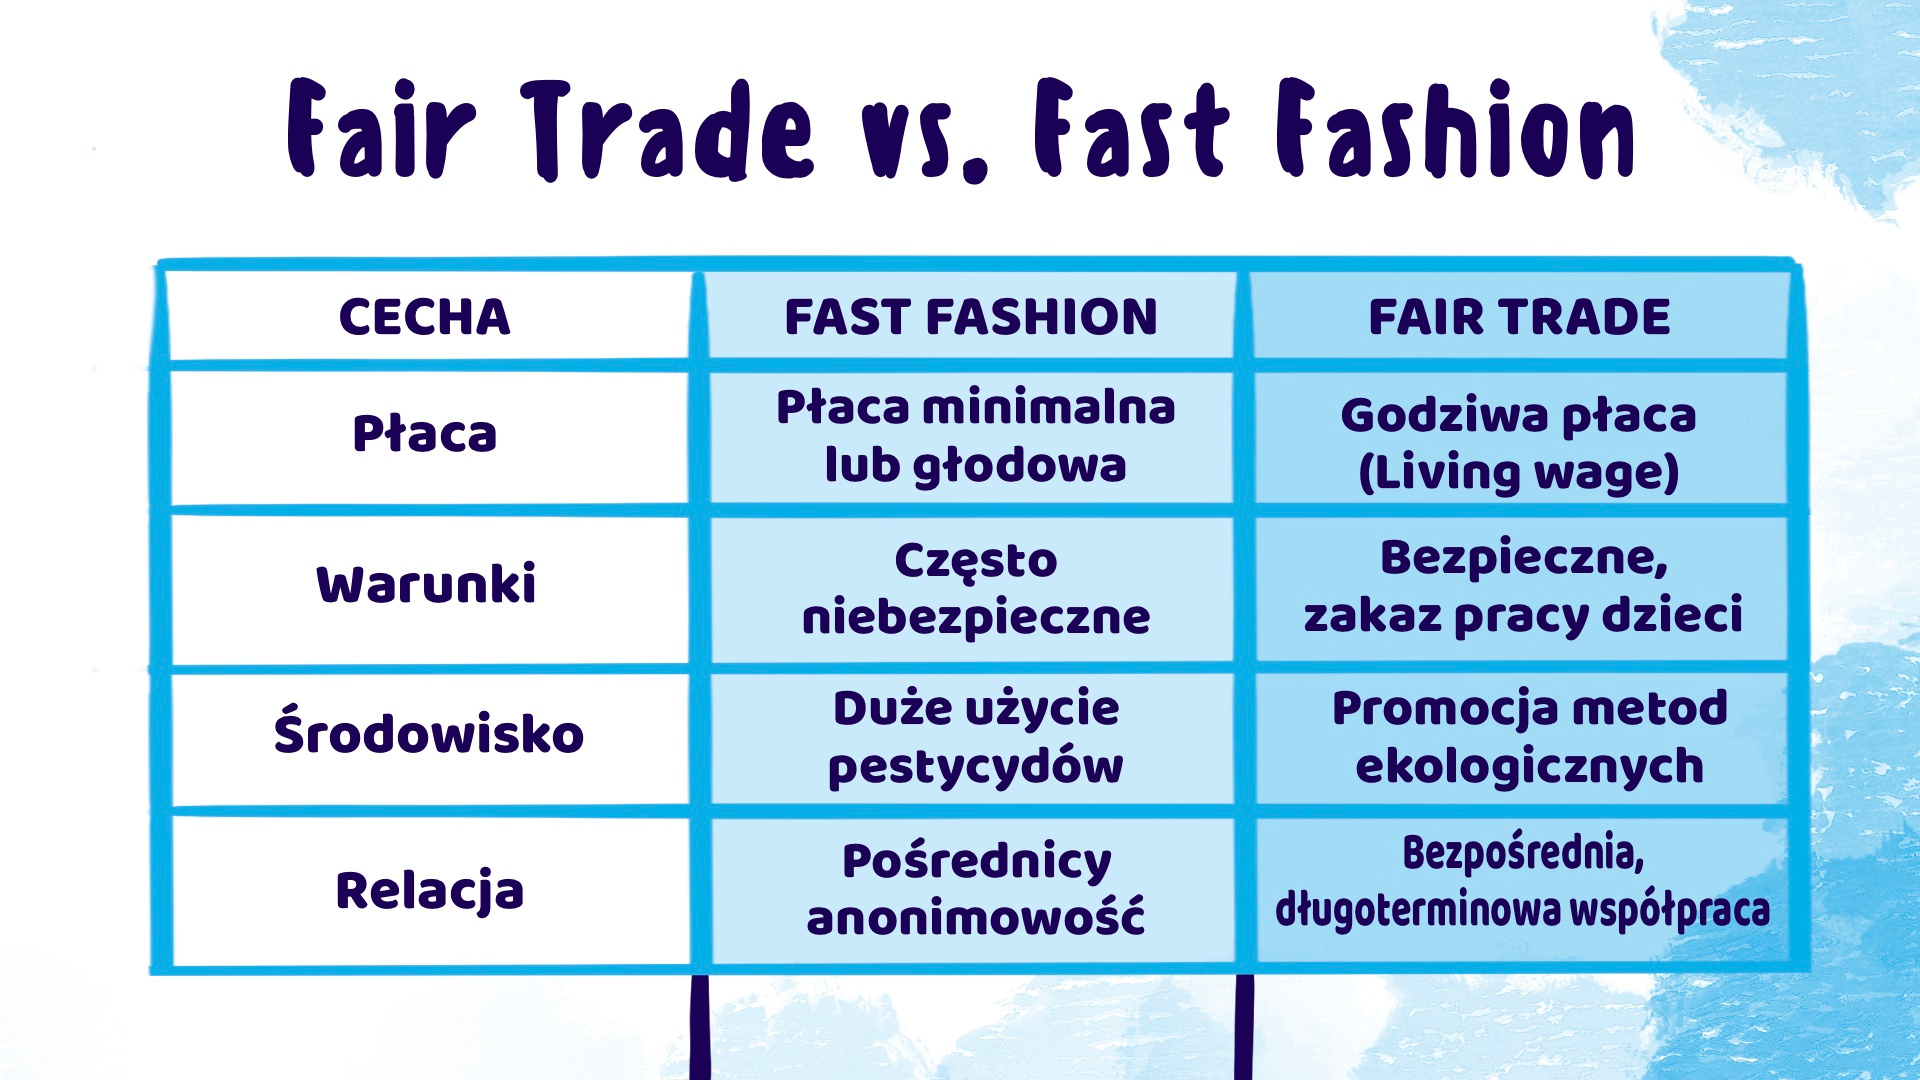 Fair Trade vs. Fast Fashion
CECHA
FAST FASHION
FAIR TRADE
Płaca
Płaca minimalna
lub głodowa
Godziwa płaca
(Living wage)
Warunki
Często
niebezpieczne
Bezpieczne,
zakaz pracy dzieci
Środowisko
Duże użycie
pestycydów
Promocja metod
ekologicznych
Relacja
Pośrednicy
anonimowość
Bezpośrednia,
długoterminowa współpraca